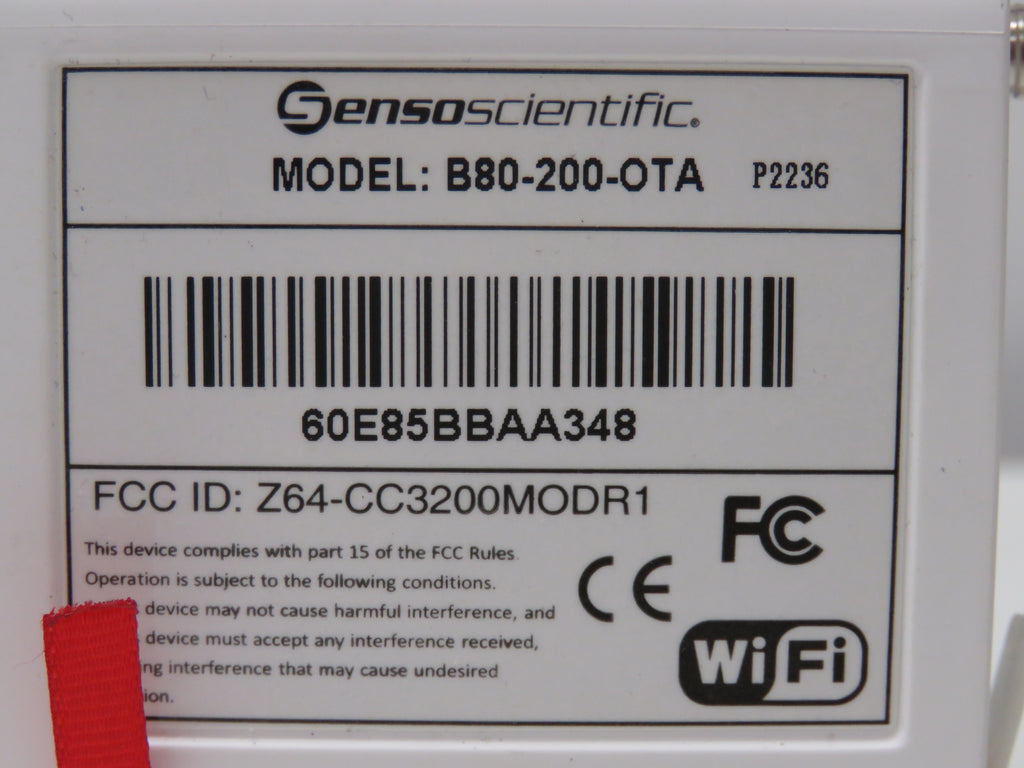 Sensoscientific®
MODEL: B80-200-OTA P2236
60E85BBAA348
FCC ID: Z64-CC3200MODR1
FC
This device complies with part 15 of the FCC Rules.
Operation is subject to the following conditions.
device may not cause harmful interference, and
device must accept any interference received,
interference that may cause undesired
CE
WiFi